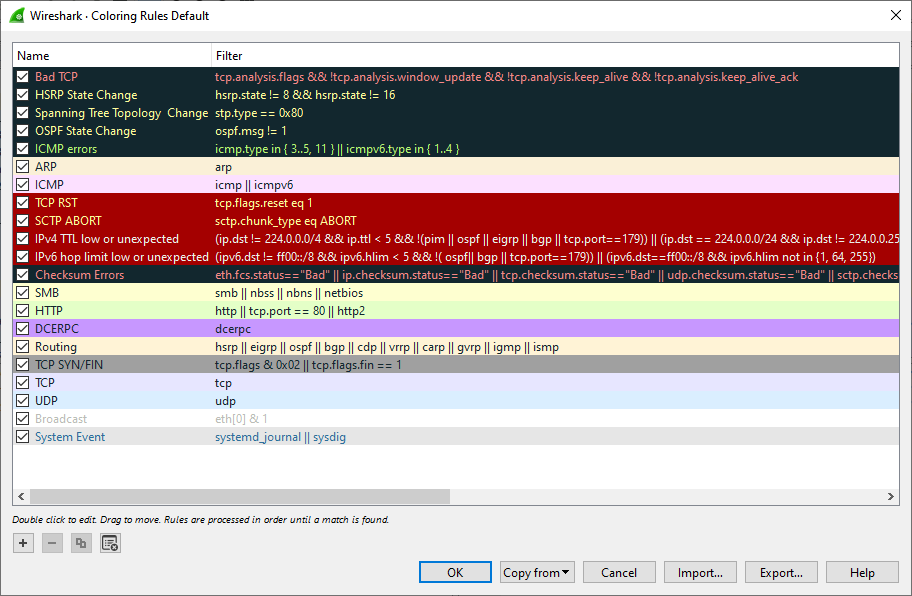 Wireshark · Coloring Rules Default
Name Filter
Bad TCP tcp.analysis.flags && !tcp.analysis.window_update && !tcp.analysis.keep_alive && !tcp.analysis.keep_alive_ack
HSRP State Change hsrp.state != 8 && hsrp.state != 16
Spanning Tree Topology  Change stp.type == 0x80
OSPF State Change ospf.msg != 1
ICMP errors icmp.type in { 3..5, 11 } || icmpv6.type in { 1..4 }
ARP arp
ICMP icmp || icmpv6
TCP RST tcp.flags.reset eq 1
SCTP ABORT sctp.chunk_type eq ABORT
IPv4 TTL low or unexpected (ip.dst != 224.0.0.0/4 && ip.ttl < 5 && !(pim || ospf || eigrp || bgp || tcp.port==179)) || (ip.dst == 224.0.0.0/24 && ip.dst != 224.0.0.25
IPv6 hop limit low or unexpected (ipv6.dst != ff00::/8 && ipv6.hlim < 5 && !( ospf|| bgp || tcp.port==179)) || (ipv6.dst==ff00::/8 && ipv6.hlim not in {1, 64, 255})
Checksum Errors eth.fcs.status=="Bad" || ip.checksum.status=="Bad" || tcp.checksum.status=="Bad" || udp.checksum.status=="Bad" || sctp.checks
SMB smb || nbss || nbns || netbios
HTTP http || tcp.port == 80 || http2
DCERPC dcerpc
Routing hsrp || eigrp || ospf || bgp || cdp || vrrp || carp || gvrp || igmp || ismp
TCP SYN/FIN tcp.flags & 0x02 || tcp.flags.fin == 1
TCP tcp
UDP udp
Broadcast eth[0] & 1
System Event systemd_journal || sysdig
Double click to edit. Drag to move. Rules are processed in order until a match is found.
OK Copy from Cancel Import... Export... Help